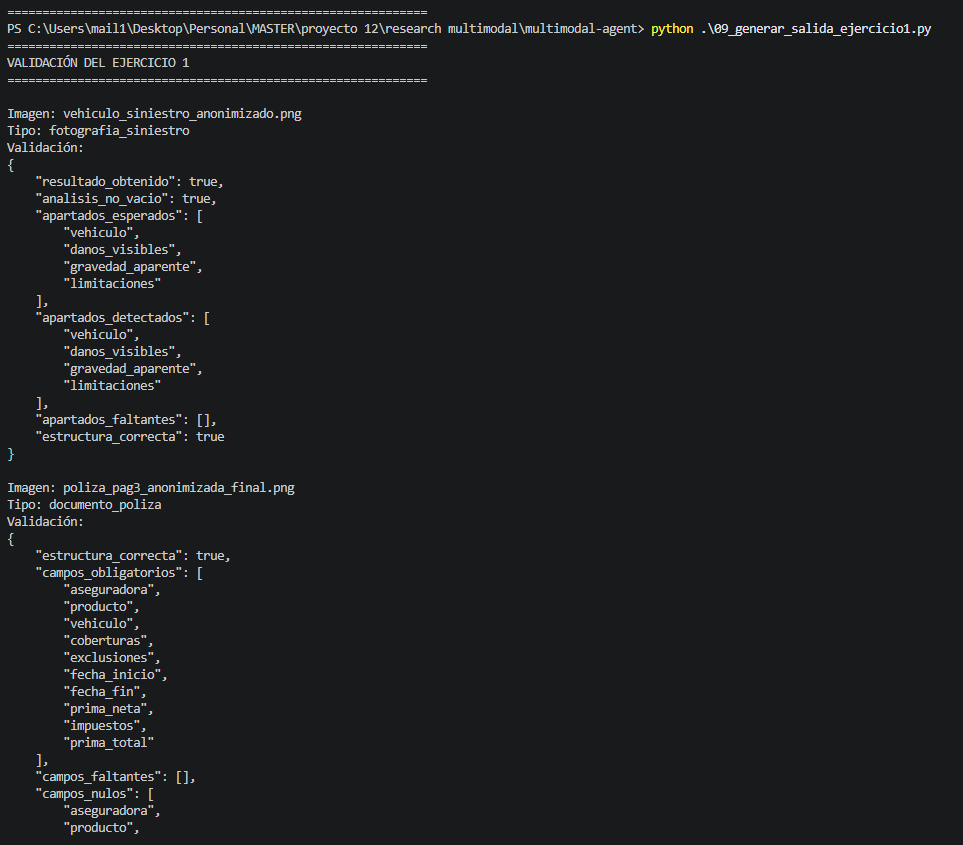 ============================================================
PS C:\Users\mail1\Desktop\Personal\MASTER\proyecto 12\research multimodal\multimodal-agent> python .\09_generar_salida_ejercicio1.py
============================================================
VALIDACIÓN DEL EJERCICIO 1
============================================================
Imagen: vehiculo_siniestro_anonimizado.png
Tipo: fotografia_siniestro
Validación:
{
    "resultado_obtenido": true,
    "analisis_no_vacio": true,
    "apartados_esperados": [
        "vehiculo",
        "danos_visibles",
        "gravedad_aparente",
        "limitaciones"
    ],
    "apartados_detectados": [
        "vehiculo",
        "danos_visibles",
        "gravedad_aparente",
        "limitaciones"
    ],
    "apartados_faltantes": [],
    "estructura_correcta": true
}
Imagen: poliza_pag3_anonimizada_final.png
Tipo: documento_poliza
Validación:
{
    "estructura_correcta": true,
    "campos_obligatorios": [
        "aseguradora",
        "producto",
        "vehiculo",
        "coberturas",
        "exclusiones",
        "fecha_inicio",
        "fecha_fin",
        "prima_neta",
        "impuestos",
        "prima_total"
    ],
    "campos_faltantes": [],
    "campos_nulos": [
        "aseguradora",
        "producto",